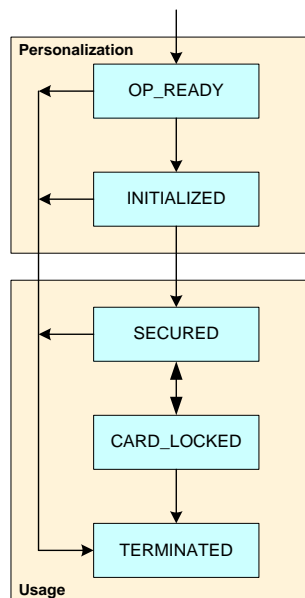 Personalization
OP_READY
INITIALIZED
SECURED
CARD_LOCKED
TERMINATED
Usage